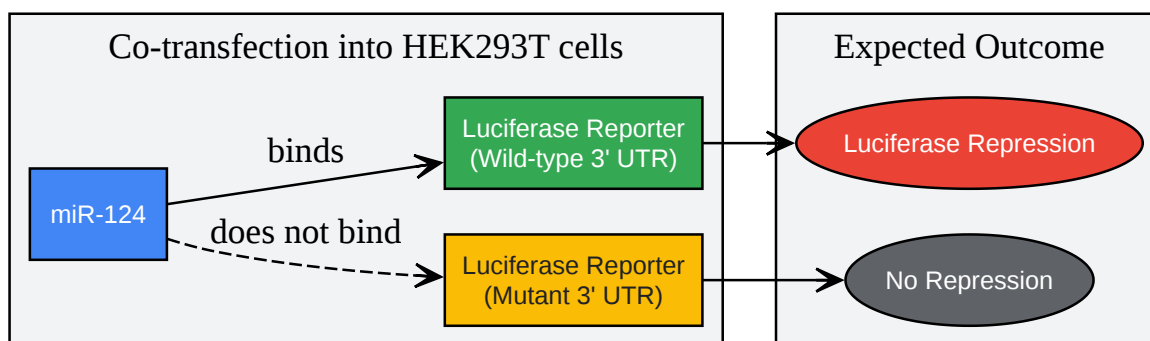 Co-transfection into HEK293T cells
miR-124
binds
does not bind
Luciferase Reporter
(Wild-type 3' UTR)
Luciferase Reporter
(Mutant 3' UTR)
Expected Outcome
Luciferase Repression
No Repression